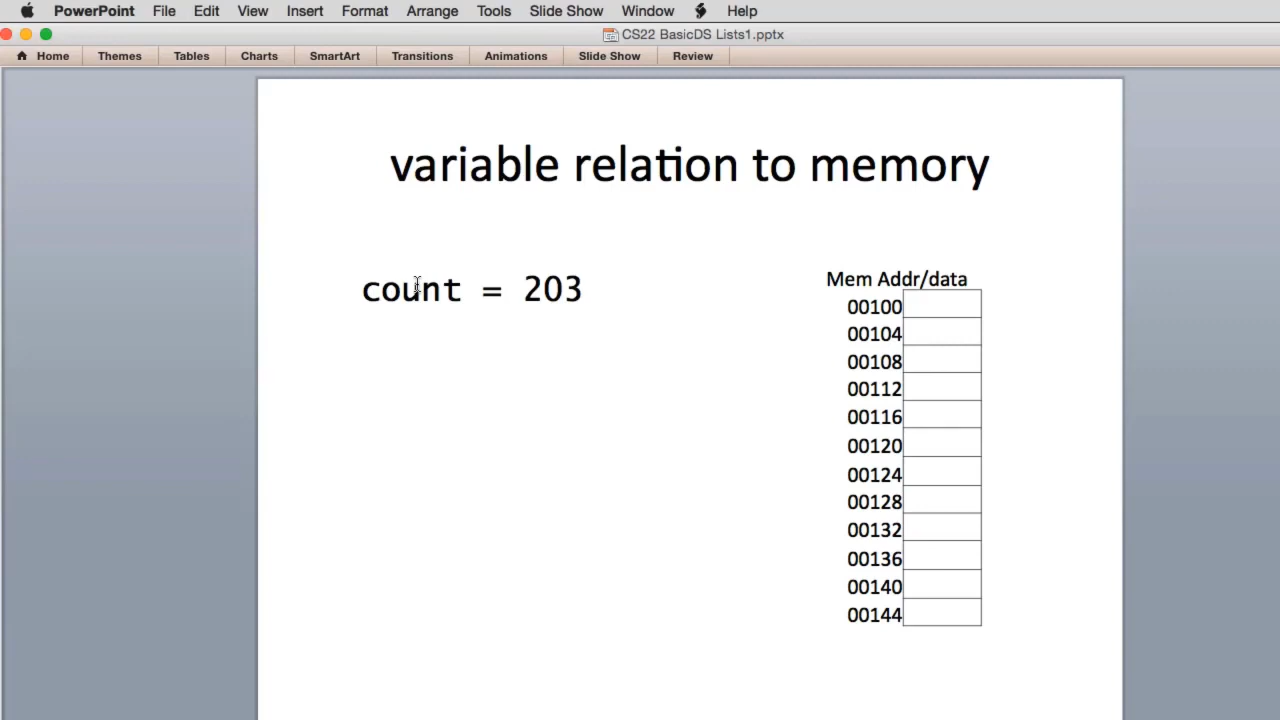 PowerPoint File Edit View Insert Format Arrange Tools Slide Show Window Help
CS22 BasicDS Lists1.pptx
Home Themes Tables Charts SmartArt Transitions Animations Slide Show Review
variable relation to memory
count = 203
Mem Addr/data
00100
00104
00108
00112
00116
00120
00124
00128
00132
00136
00140
00144